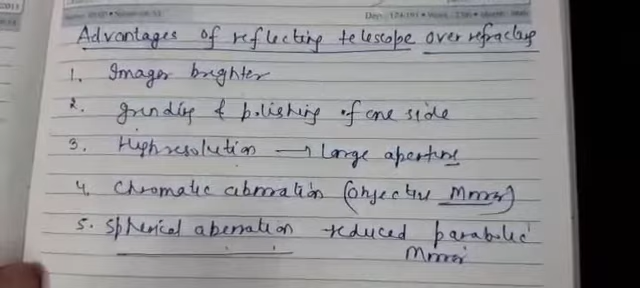 Advantages of reflecting telescope over refracting
1. Images brighter
2. Grinding & polishing of one side
3. High resolution → large aperture
4. Chromatic aberration (objective Mirror)
5. Spherical aberration reduced parabolic
Mirror